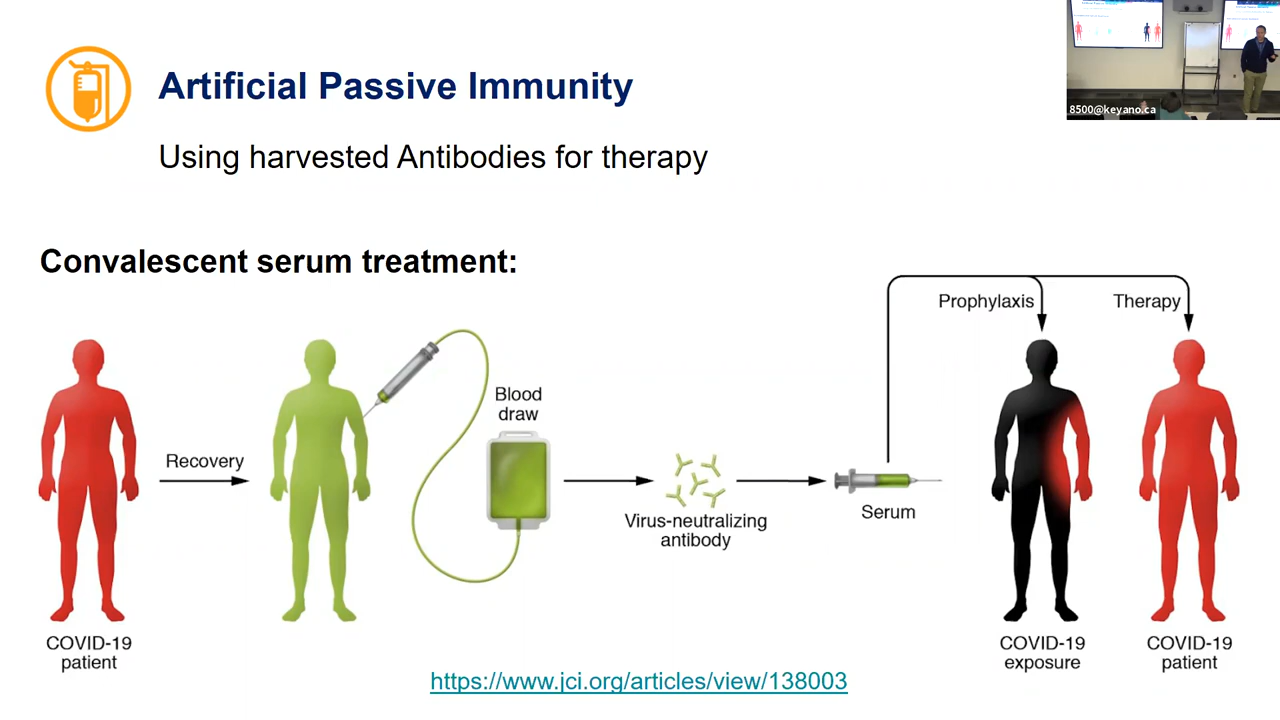 Artificial Passive Immunity
8500@keyano.ca
Using harvested Antibodies for therapy
Convalescent serum treatment:
Prophylaxis
Therapy
Blood
draw
Recovery
Virus-neutralizing
antibody
Serum
COVID-19
patient
COVID-19
exposure
COVID-19
patient
https://www.jci.org/articles/view/138003